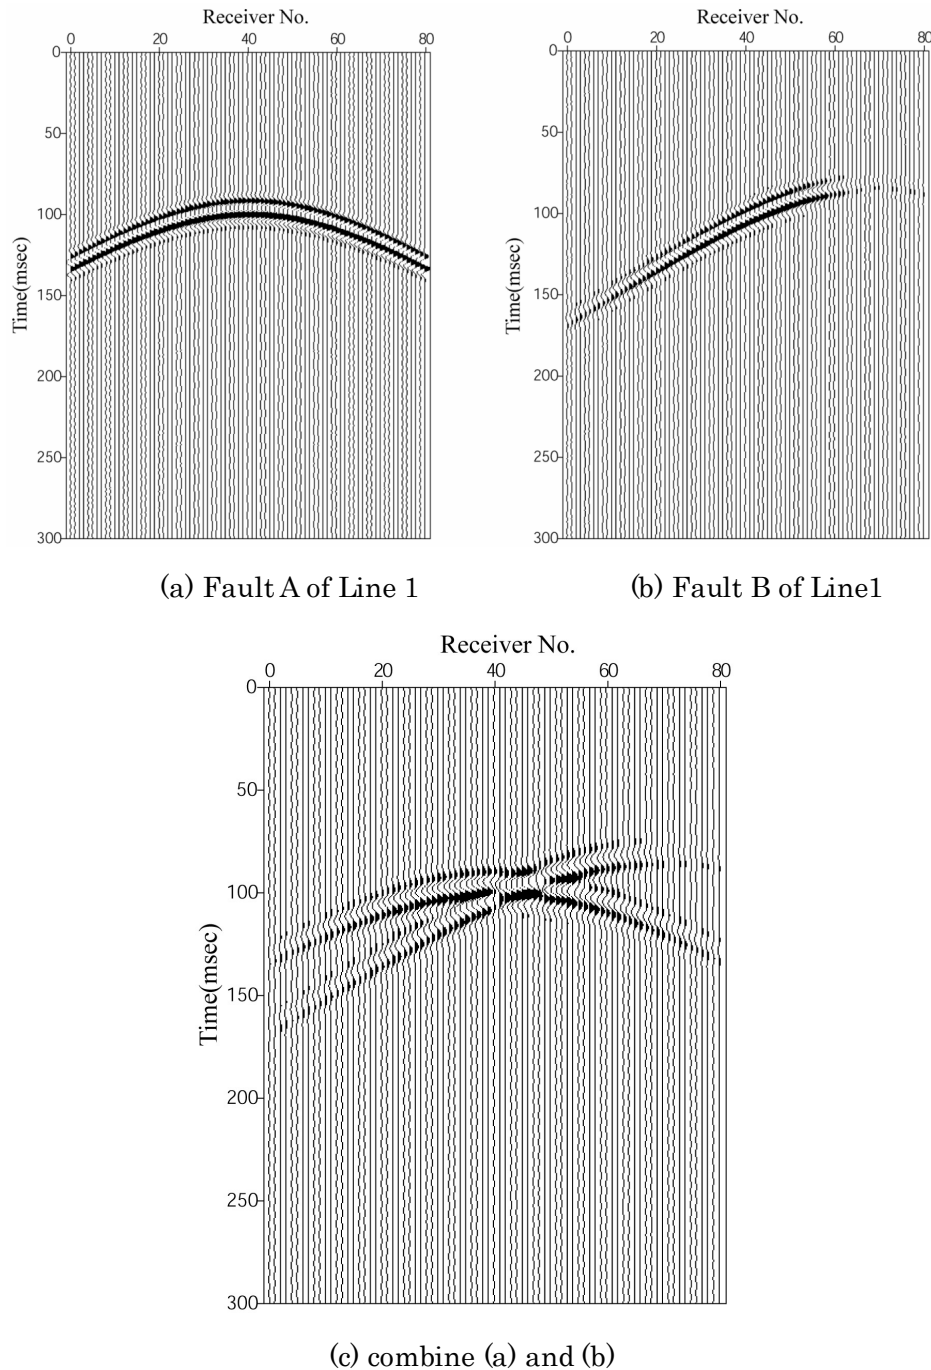 Receiver No.
0 20 40 60 80
0
50
100
150
200
250
300
Time(msec)
(a) Fault A of Line 1
Receiver No.
0 20 40 60 80
0
50
100
150
200
250
300
Time(msec)
(b) Fault B of Line1
Receiver No.
0 20 40 60 80
0
50
100
150
200
250
300
Time(msec)
(c) combine (a) and (b)